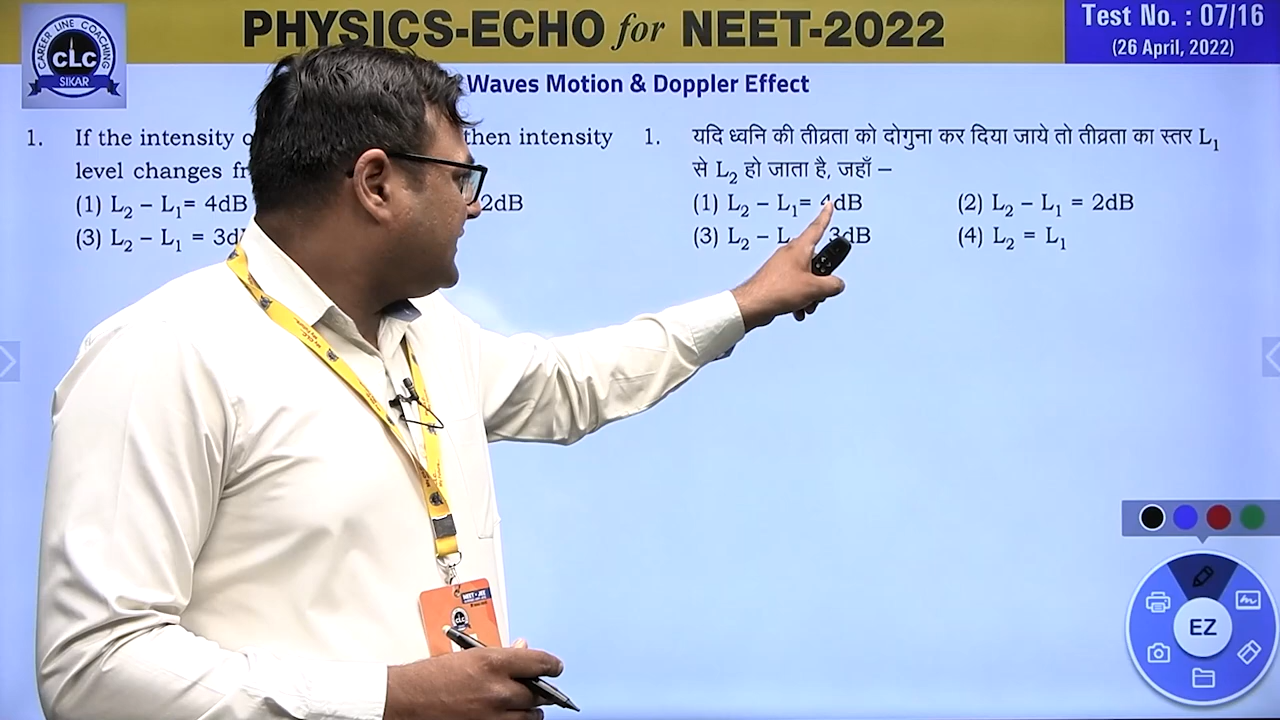 CAREER LINE COACHING
CLC
SIKAR
PHYSICS-ECHO for NEET-2022
Test No. : 07/16
(26 April, 2022)
Waves Motion & Doppler Effect
1. If the intensity then intensity
level changes
(1) L₂ – L₁= 4dB 2dB
(3) L₂ – L₁ =
1. यदि ध्वनि की तीव्रता को दोगुना कर दिया जाये तो तीव्रता का स्तर L₁
से L₂ हो जाता है, जहाँ –
(1) L₂ – L₁= 4dB (2) L₂ – L₁ = 2dB
(3) L₂ – 3dB (4) L₂ = L₁
EZ